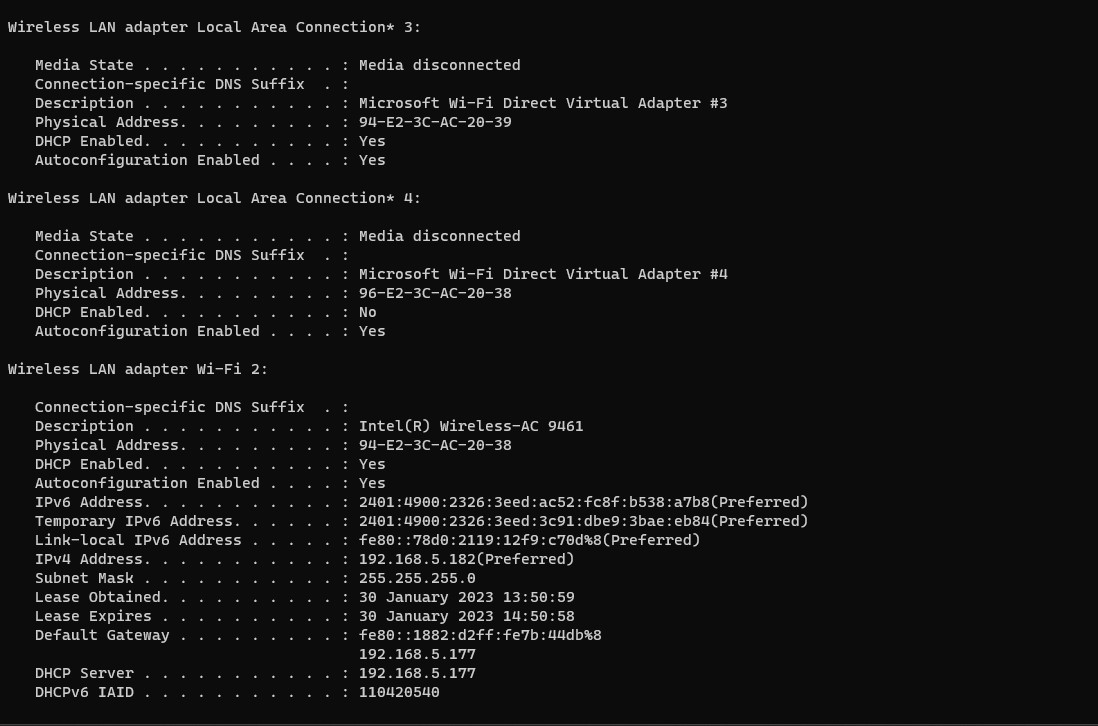 Wireless LAN adapter Local Area Connection* 3:
Media State . . . . . . . . . . . : Media disconnected
Connection-specific DNS Suffix  . :
Description . . . . . . . . . . . : Microsoft Wi-Fi Direct Virtual Adapter #3
Physical Address. . . . . . . . . : 94-E2-3C-AC-20-39
DHCP Enabled. . . . . . . . . . . : Yes
Autoconfiguration Enabled . . . . : Yes
Wireless LAN adapter Local Area Connection* 4:
Media State . . . . . . . . . . . : Media disconnected
Connection-specific DNS Suffix  . :
Description . . . . . . . . . . . : Microsoft Wi-Fi Direct Virtual Adapter #4
Physical Address. . . . . . . . . : 96-E2-3C-AC-20-38
DHCP Enabled. . . . . . . . . . . : No
Autoconfiguration Enabled . . . . : Yes
Wireless LAN adapter Wi-Fi 2:
Connection-specific DNS Suffix  . :
Description . . . . . . . . . . . : Intel(R) Wireless-AC 9461
Physical Address. . . . . . . . . : 94-E2-3C-AC-20-38
DHCP Enabled. . . . . . . . . . . : Yes
Autoconfiguration Enabled . . . . : Yes
IPv6 Address. . . . . . . . . . . : 2401:4900:2326:3eed:ac52:fc8f:b538:a7b8(Preferred)
Temporary IPv6 Address. . . . . . : 2401:4900:2326:3eed:3c91:dbe9:3bae:eb84(Preferred)
Link-local IPv6 Address . . . . . : fe80::78d0:2119:12f9:c70d%8(Preferred)
IPv4 Address. . . . . . . . . . . : 192.168.5.182(Preferred)
Subnet Mask . . . . . . . . . . . : 255.255.255.0
Lease Obtained. . . . . . . . . . : 30 January 2023 13:50:59
Lease Expires . . . . . . . . . . : 30 January 2023 14:50:58
Default Gateway . . . . . . . . . : fe80::1882:d2ff:fe7b:44db%8
192.168.5.177
DHCP Server . . . . . . . . . . . : 192.168.5.177
DHCPv6 IAID . . . . . . . . . . . : 110420540